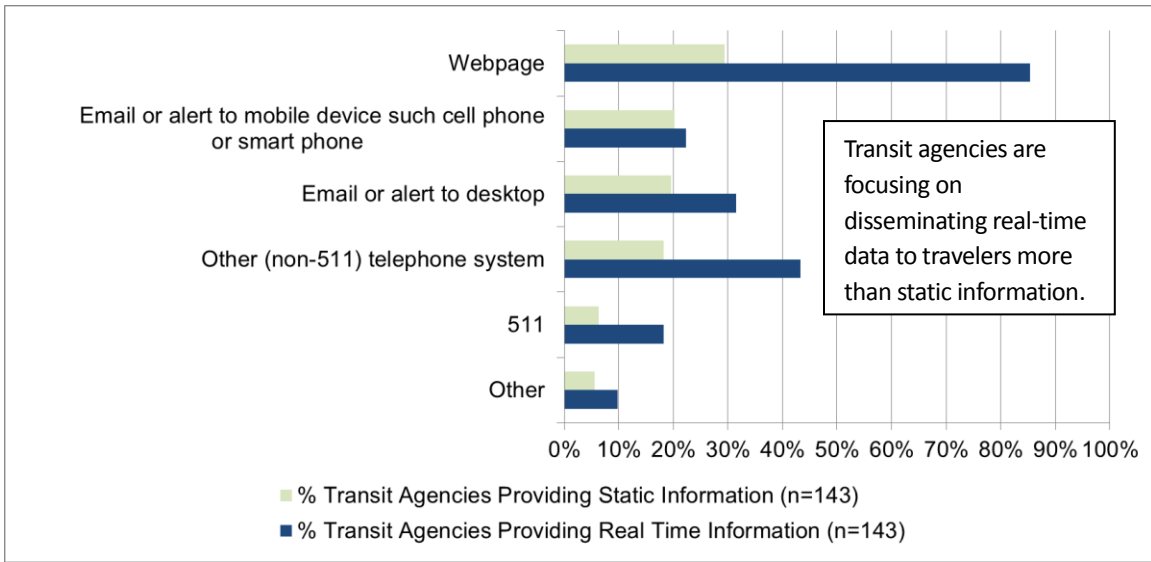 Webpage
Email or alert to mobile device such cell phone
or smart phone
Email or alert to desktop
Other (non-511) telephone system
511
Other
Transit agencies are
focusing on
disseminating real-time
data to travelers more
than static information.
0% 10% 20% 30% 40% 50% 60% 70% 80% 90% 100%
% Transit Agencies Providing Static Information (n=143)
% Transit Agencies Providing Real Time Information (n=143)